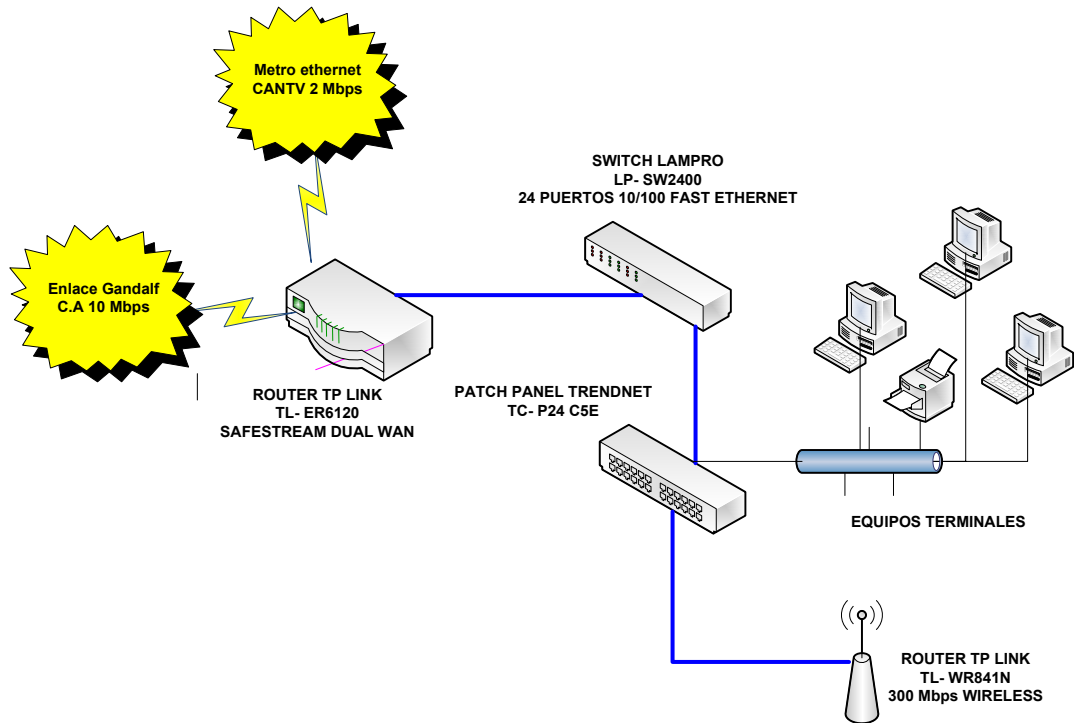 Metro ethernet
CANTV 2 Mbps
SWITCH LAMPRO
LP- SW2400
24 PUERTOS 10/100 FAST ETHERNET
Enlace Gandalf
C.A 10 Mbps
ROUTER TP LINK
TL- ER6120
SAFESTREAM DUAL WAN
PATCH PANEL TRENDNET
TC- P24 C5E
EQUIPOS TERMINALES
ROUTER TP LINK
TL- WR841N
300 Mbps WIRELESS